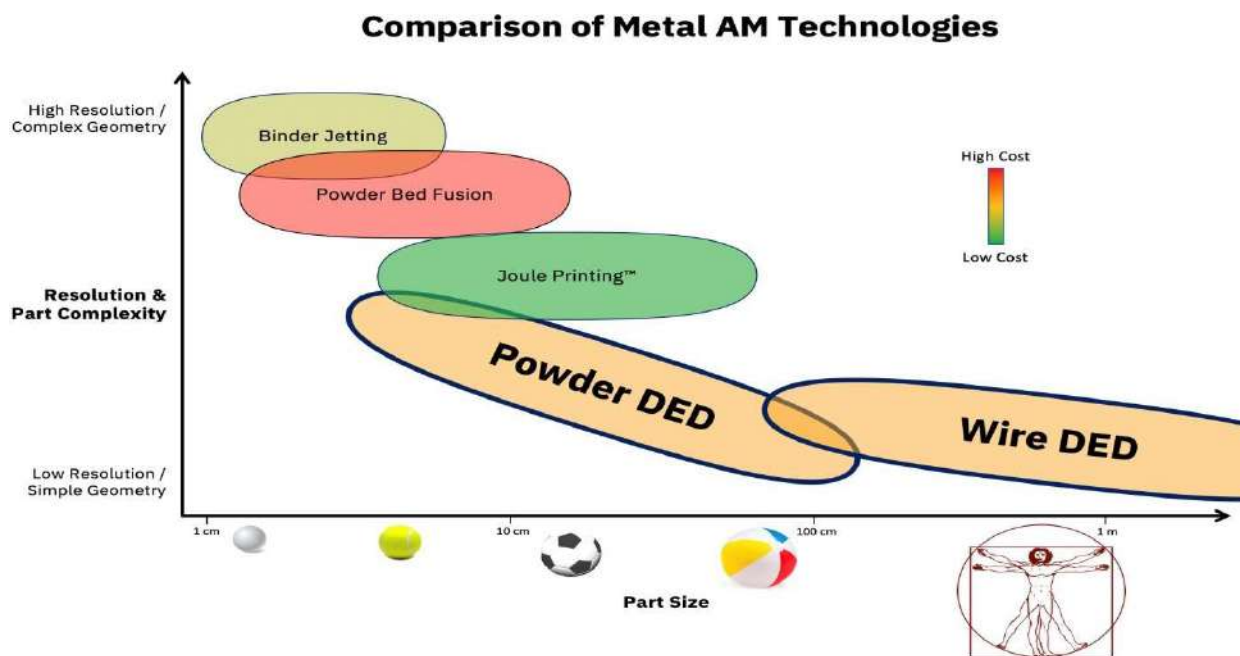 Comparison of Metal AM Technologies
High Resolution /
Complex Geometry
Binder Jetting
High Cost
Powder Bed Fusion
Low Cost
Joule Printing™
Resolution &
Part Complexity
Powder DED
Wire DED
Low Resolution /
Simple Geometry
1 cm
10 cm
100 cm
1 m
Part Size